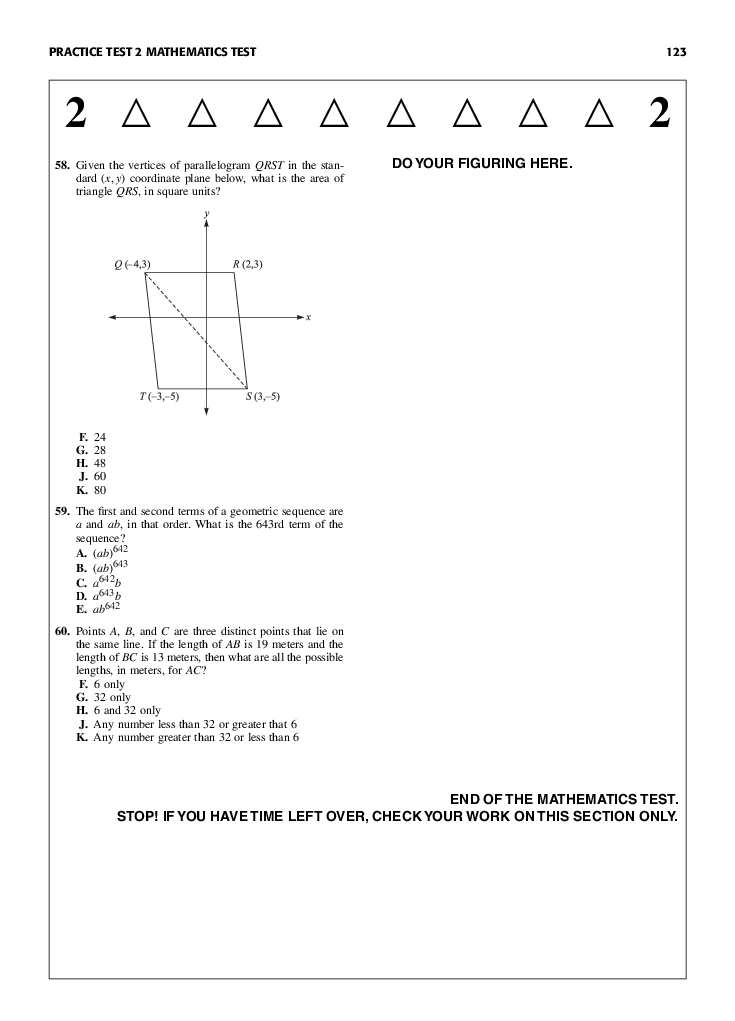 PRACTICE TEST 2 MATHEMATICS TEST 123
2 2
58. Given the vertices of parallelogram QRST in the stan-
dard (x, y) coordinate plane below, what is the area of
triangle QRS, in square units?
y
Q (−4,3) R (2,3)
x
T (−3,−5) S (3,−5)
F. 24
G. 28
H. 48
J. 60
K. 80
59. The first and second terms of a geometric sequence are
a and ab, in that order. What is the 643rd term of the
sequence?
A. (ab)^642
B. (ab)^643
C. a^642b
D. a^643b
E. ab^642
60. Points A, B, and C are three distinct points that lie on
the same line. If the length of AB is 19 meters and the
length of BC is 13 meters, then what are all the possible
lengths, in meters, for AC?
F. 6 only
G. 32 only
H. 6 and 32 only
J. Any number less than 32 or greater that 6
K. Any number greater than 32 or less than 6
DO YOUR FIGURING HERE.
END OF THE MATHEMATICS TEST.
STOP! IF YOU HAVE TIME LEFT OVER, CHECK YOUR WORK ON THIS SECTION ONLY.